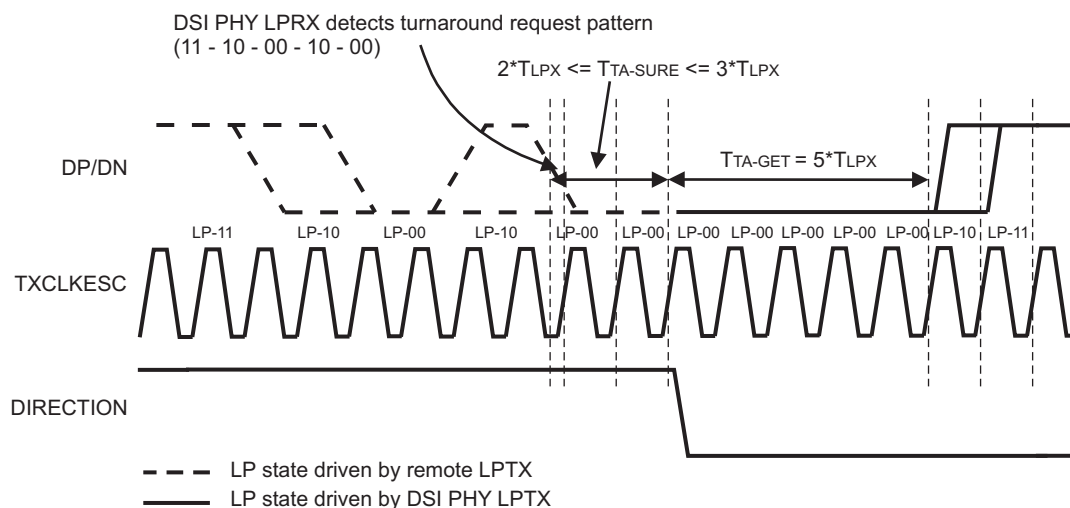 DSI PHY LPRX detects turnaround request pattern
(11 - 10 - 00 - 10 - 00)
2*TLPX <= TTA-SURE <= 3*TLPX
DP/DN
TTA-GET = 5*TLPX
LP-11 LP-10 LP-00 LP-10 LP-00 LP-00 LP-00 LP-00 LP-00 LP-00 LP-00 LP-10 LP-11
TXCLKESC
DIRECTION
LP state driven by remote LPTX
LP state driven by DSI PHY LPTX